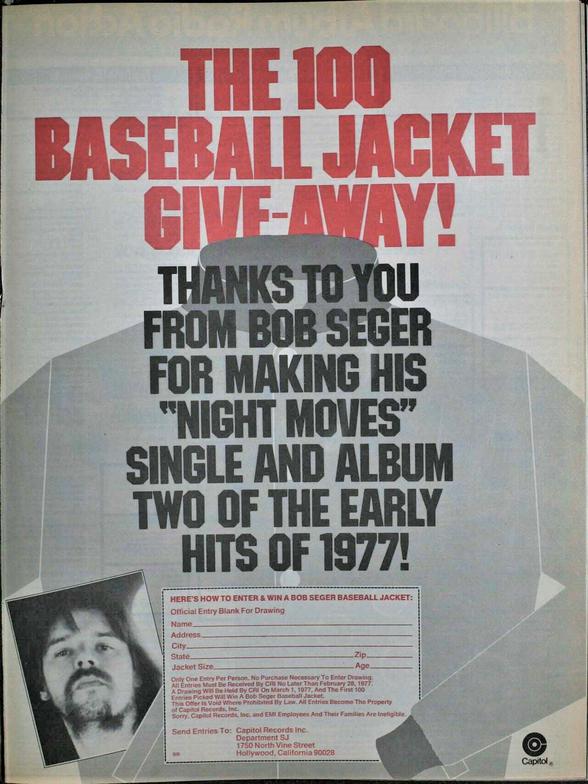 THE 100
BASEBALL JACKET
GIVE-AWAY!
THANKS TO YOU
FROM BOB SEGER
FOR MAKING HIS
“NIGHT MOVES”
SINGLE AND ALBUM
TWO OF THE EARLY
HITS OF 1977!
HERE'S HOW TO ENTER & WIN A BOB SEGER BASEBALL JACKET:
Official Entry Blank For Drawing
Name
Address
City
State Zip
Jacket Size Age
Only One Entry Per Person, No Purchase Necessary To Enter Drawing.
All Entries Must Be Received By CRI No Later Than February 28, 1977.
A Drawing Will Be Held By CRI On March 1, 1977, And The First 100
Entries Picked Will Win A Bob Seger Baseball Jacket.
This Offer Is Void Where Prohibited By Law. All Entries Become The Property
of Capitol Records, Inc.
Sorry, Capitol Records, Inc. and EMI Employees And Their Families Are Ineligible.
Send Entries To: Capitol Records Inc.
Department SJ
1750 North Vine Street
Hollywood, California 90028
Capitol®